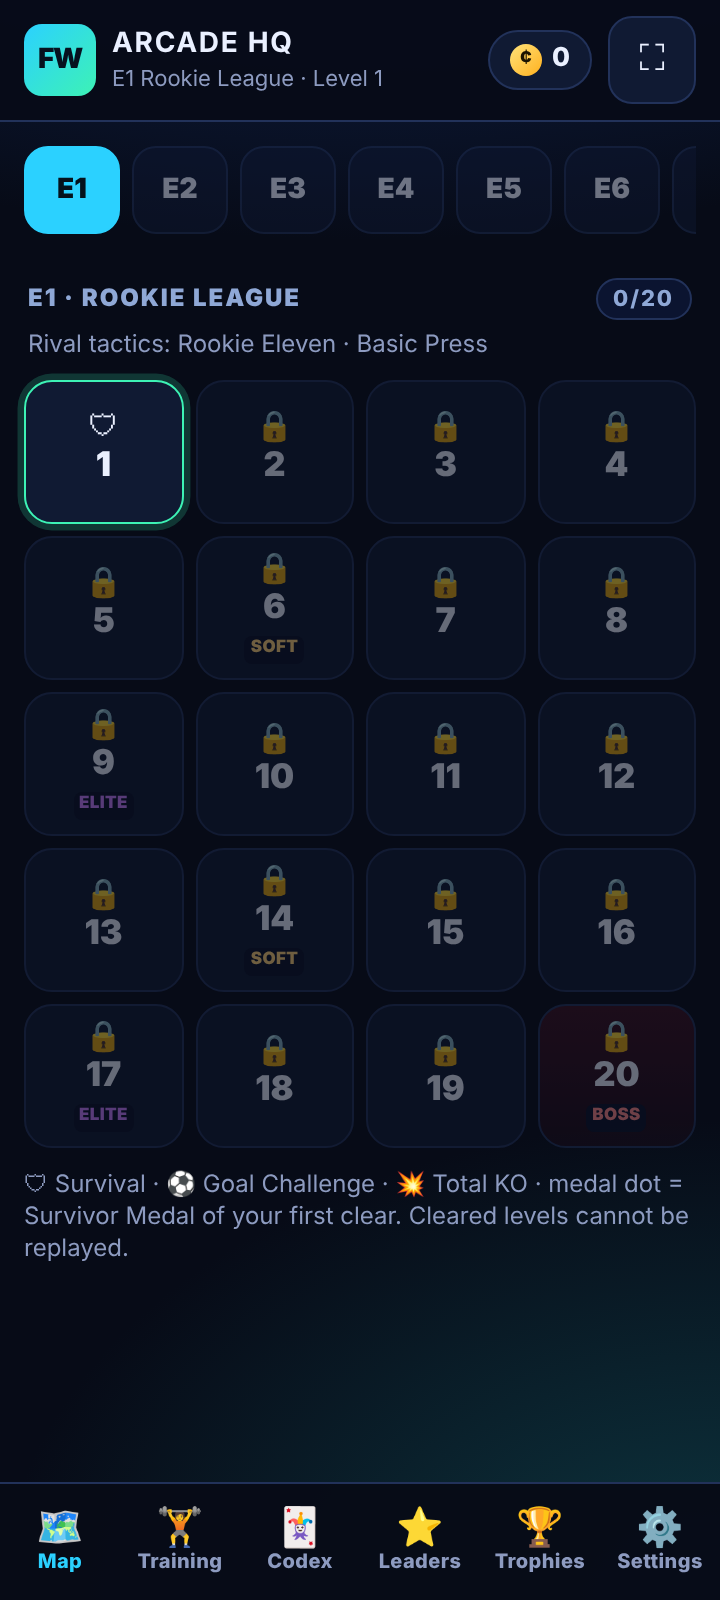 FW
ARCADE HQ
E1 Rookie League · Level 1
¢ 0
E1 E2 E3 E4 E5 E6
E1 · ROOKIE LEAGUE
0/20
Rival tactics: Rookie Eleven · Basic Press
1 2 3 4
5 6 7 8
SOFT
9 10 11 12
ELITE
13 14 15 16
SOFT
17 18 19 20
ELITE BOSS
🛡 Survival · ⚽ Goal Challenge · 💥 Total KO · medal dot =
Survivor Medal of your first clear. Cleared levels cannot be
replayed.
Map Training Codex Leaders Trophies Settings